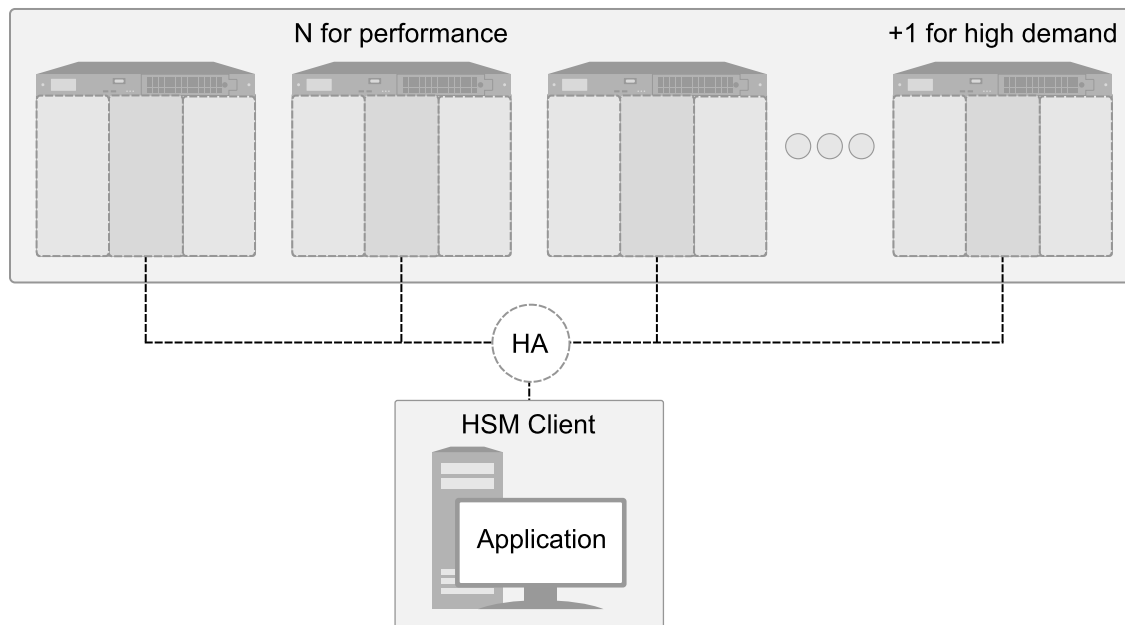 N for performance
+1 for high demand
HA
HSM Client
Application